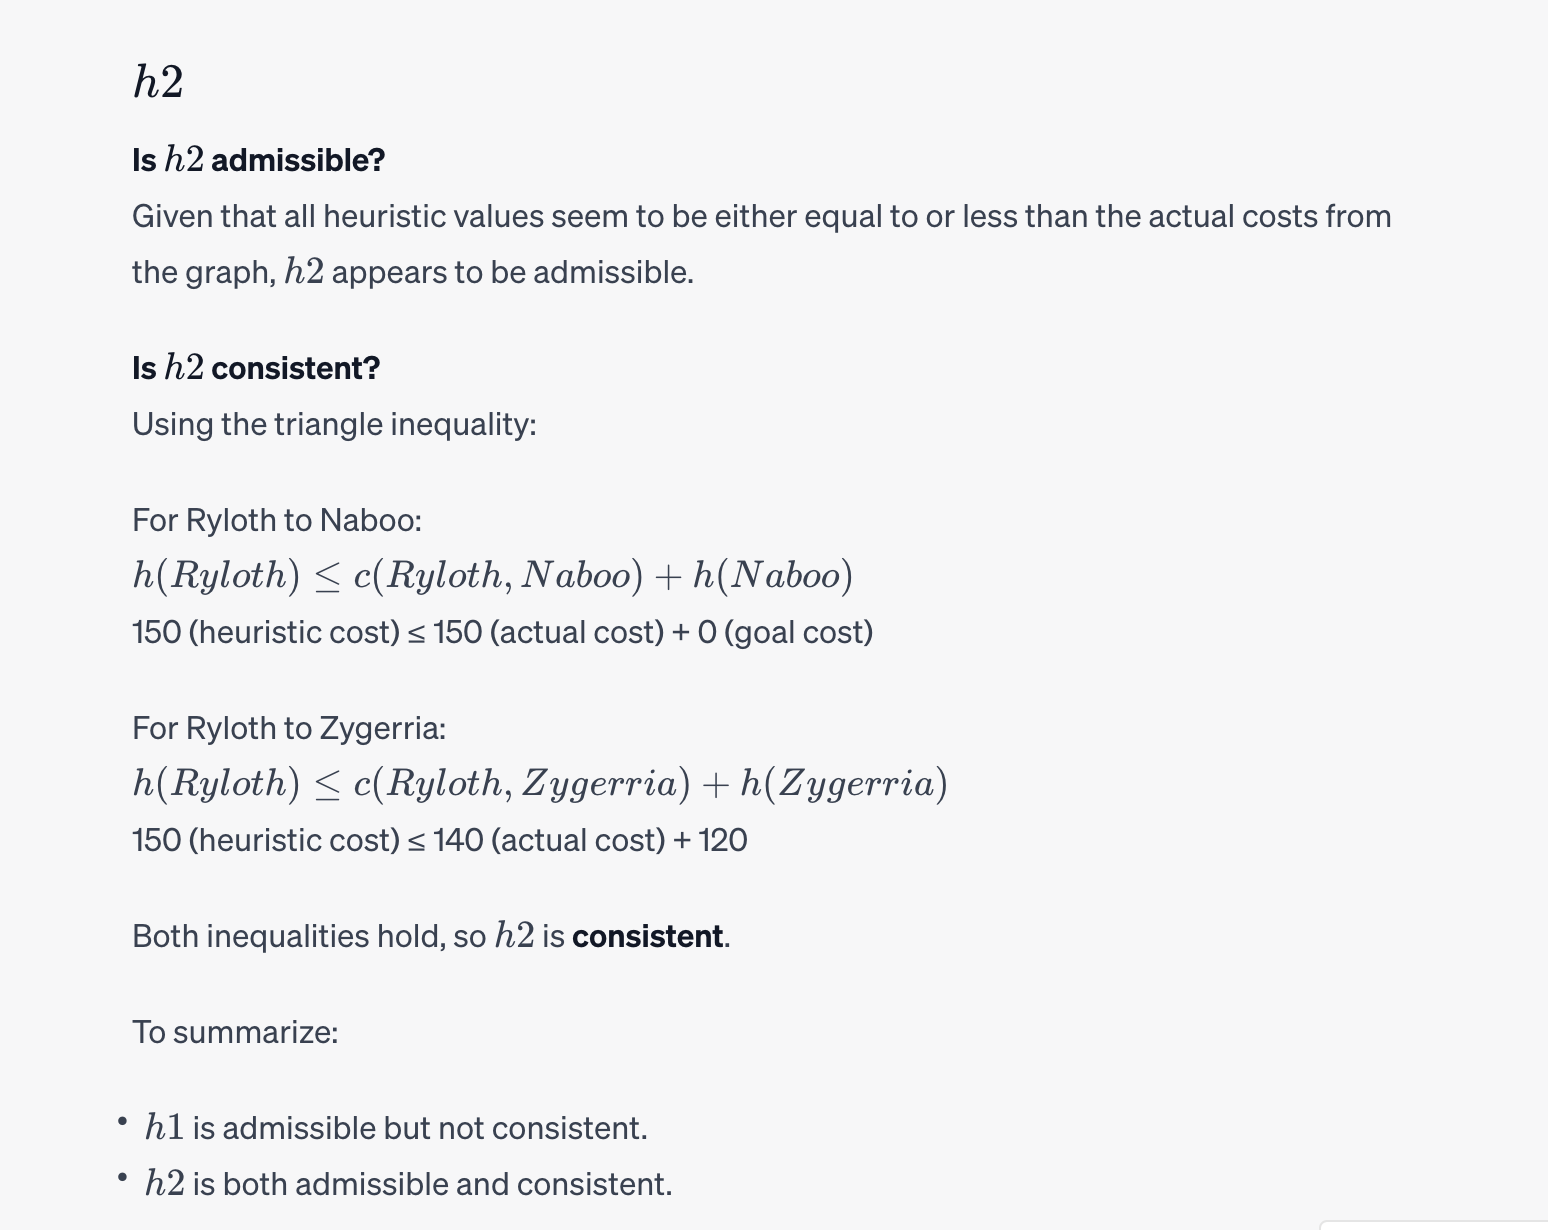 h2
Is h2 admissible?
Given that all heuristic values seem to be either equal to or less than the actual costs from
the graph, h2 appears to be admissible.
Is h2 consistent?
Using the triangle inequality:
For Ryloth to Naboo:
h(Ryloth) ≤ c(Ryloth, Naboo) + h(Naboo)
150 (heuristic cost) ≤ 150 (actual cost) + 0 (goal cost)
For Ryloth to Zygerria:
h(Ryloth) ≤ c(Ryloth, Zygerria) + h(Zygerria)
150 (heuristic cost) ≤ 140 (actual cost) + 120
Both inequalities hold, so h2 is consistent.
To summarize:
• h1 is admissible but not consistent.
• h2 is both admissible and consistent.